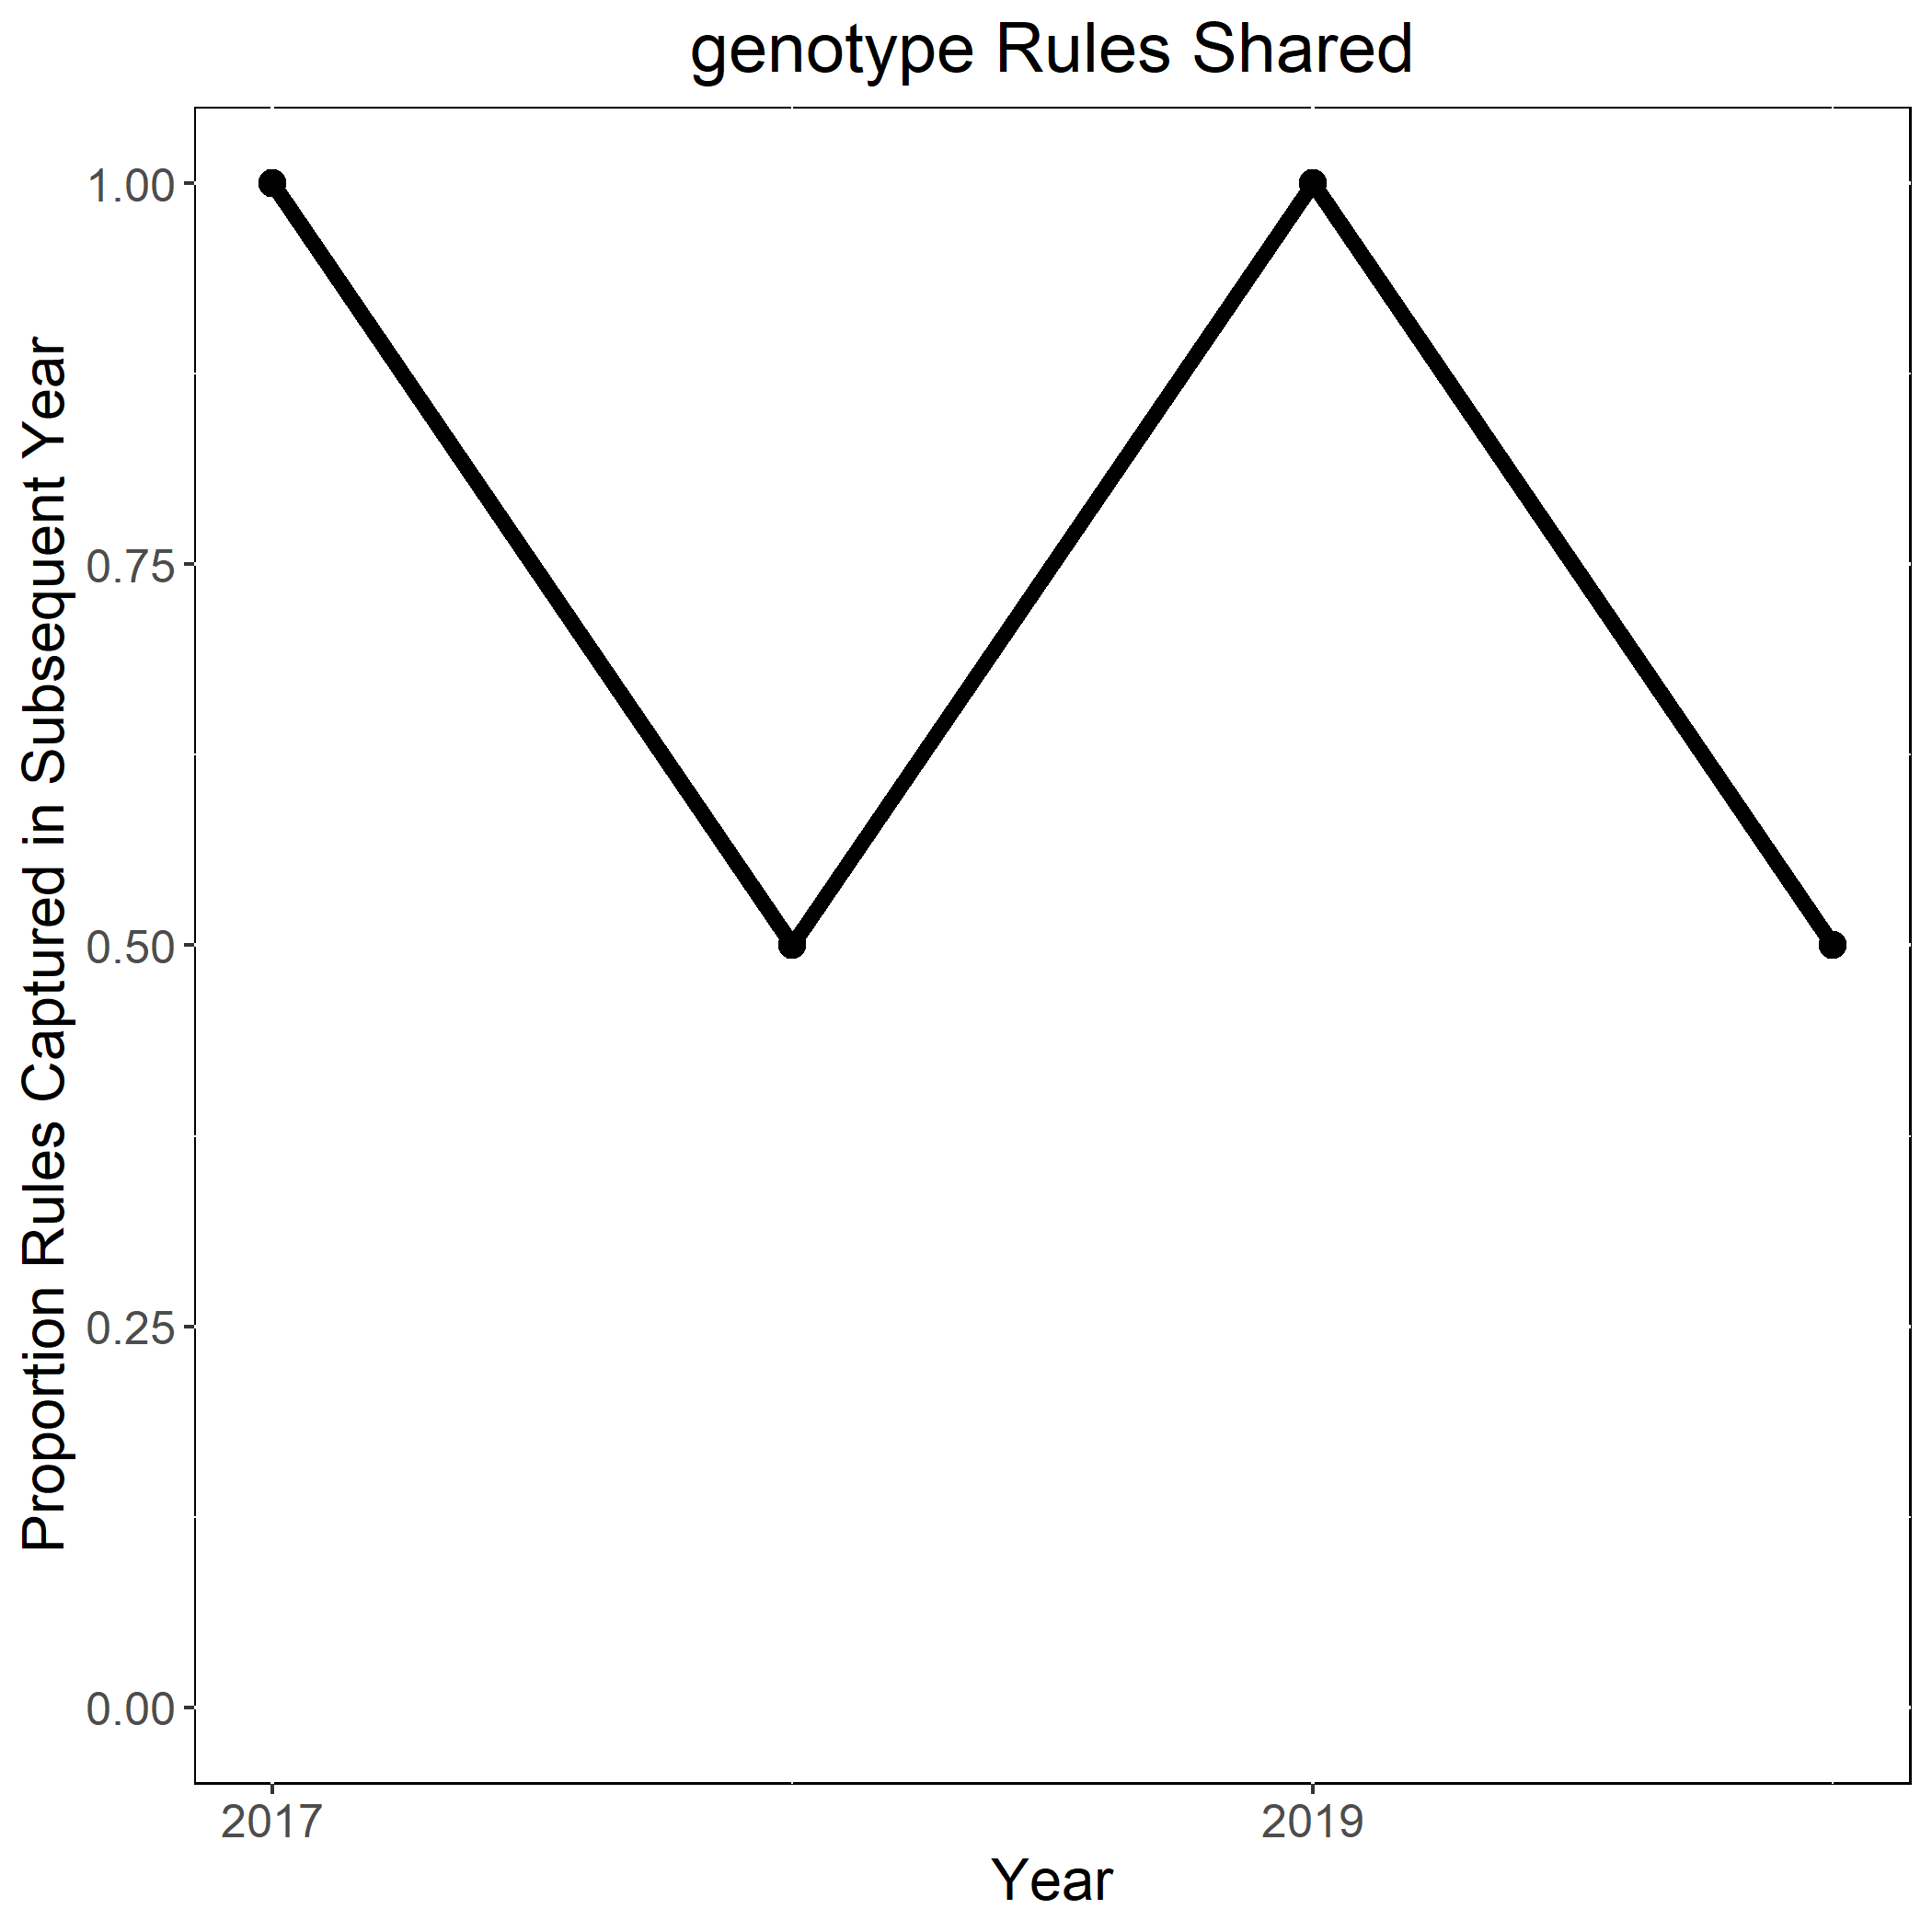 genotype Rules Shared
Proportion Rules Captured in Subsequent Year
1.00
0.75
0.50
0.25
0.00
2017
2019
Year